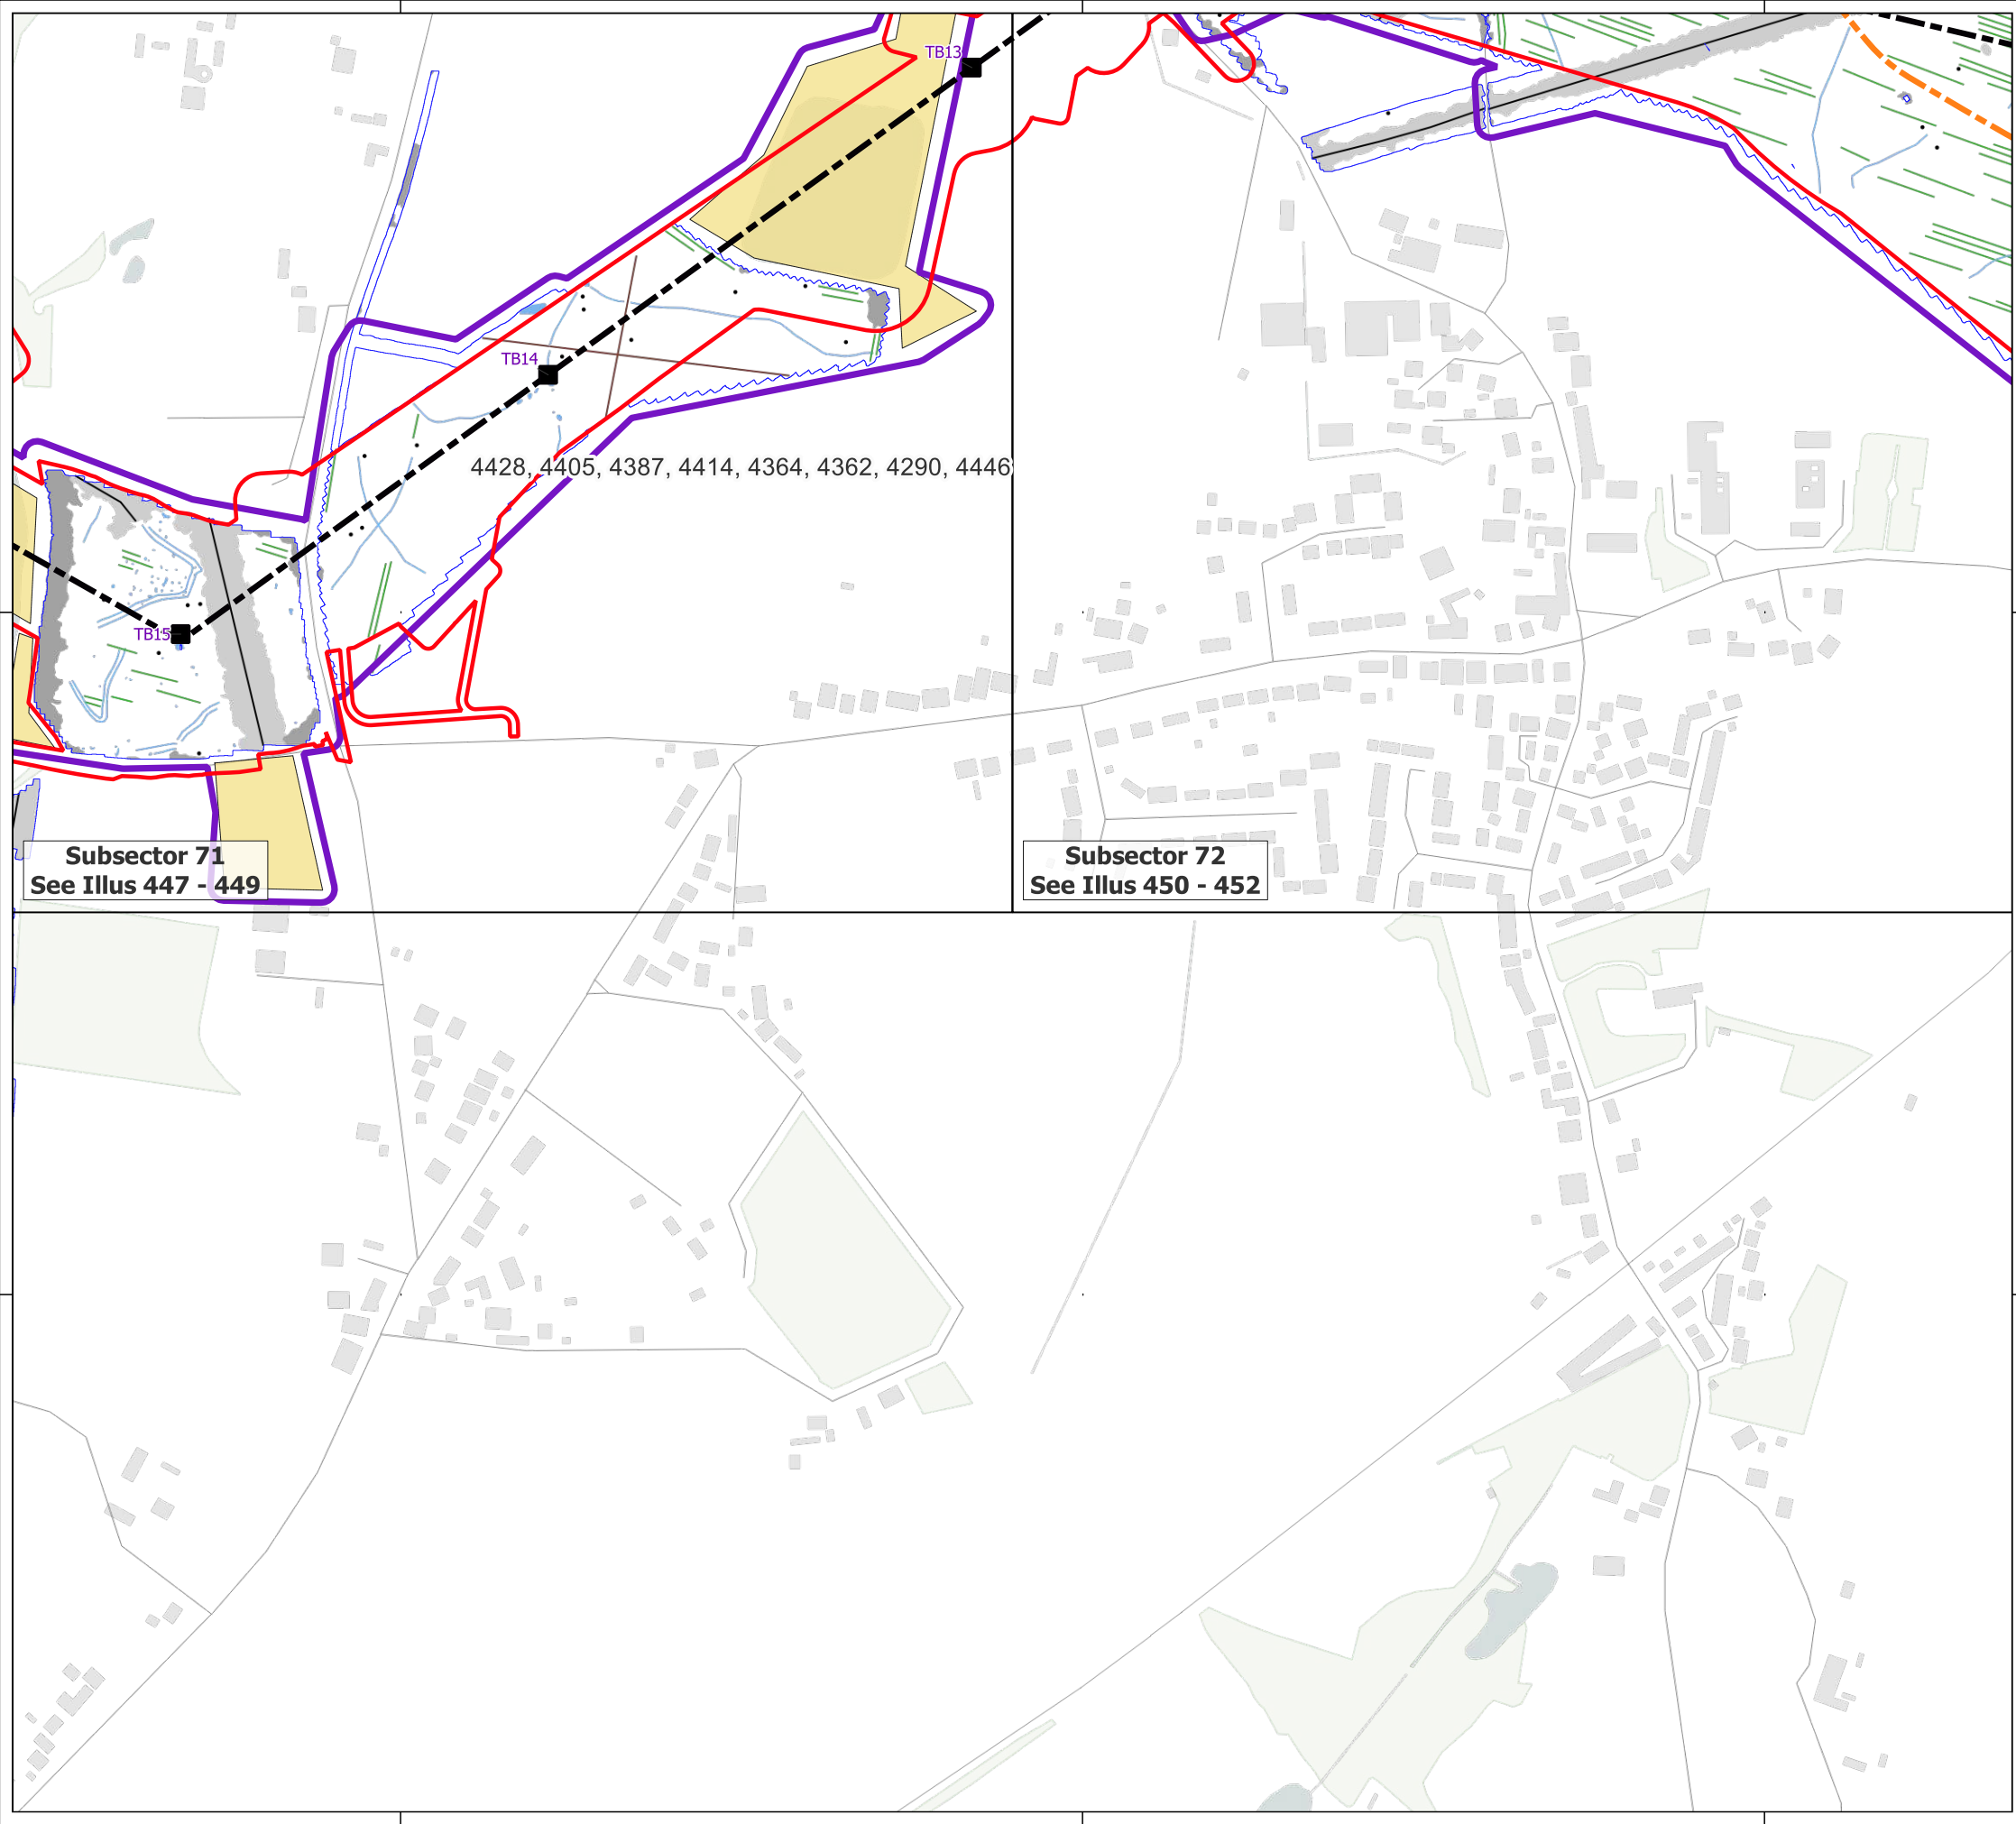 TB13
TB14
4428, 4405, 4387, 4414, 4364, 4362, 4290, 4446
TB15
Subsector 71
See Illus 447 - 449
Subsector 72
See Illus 450 - 452